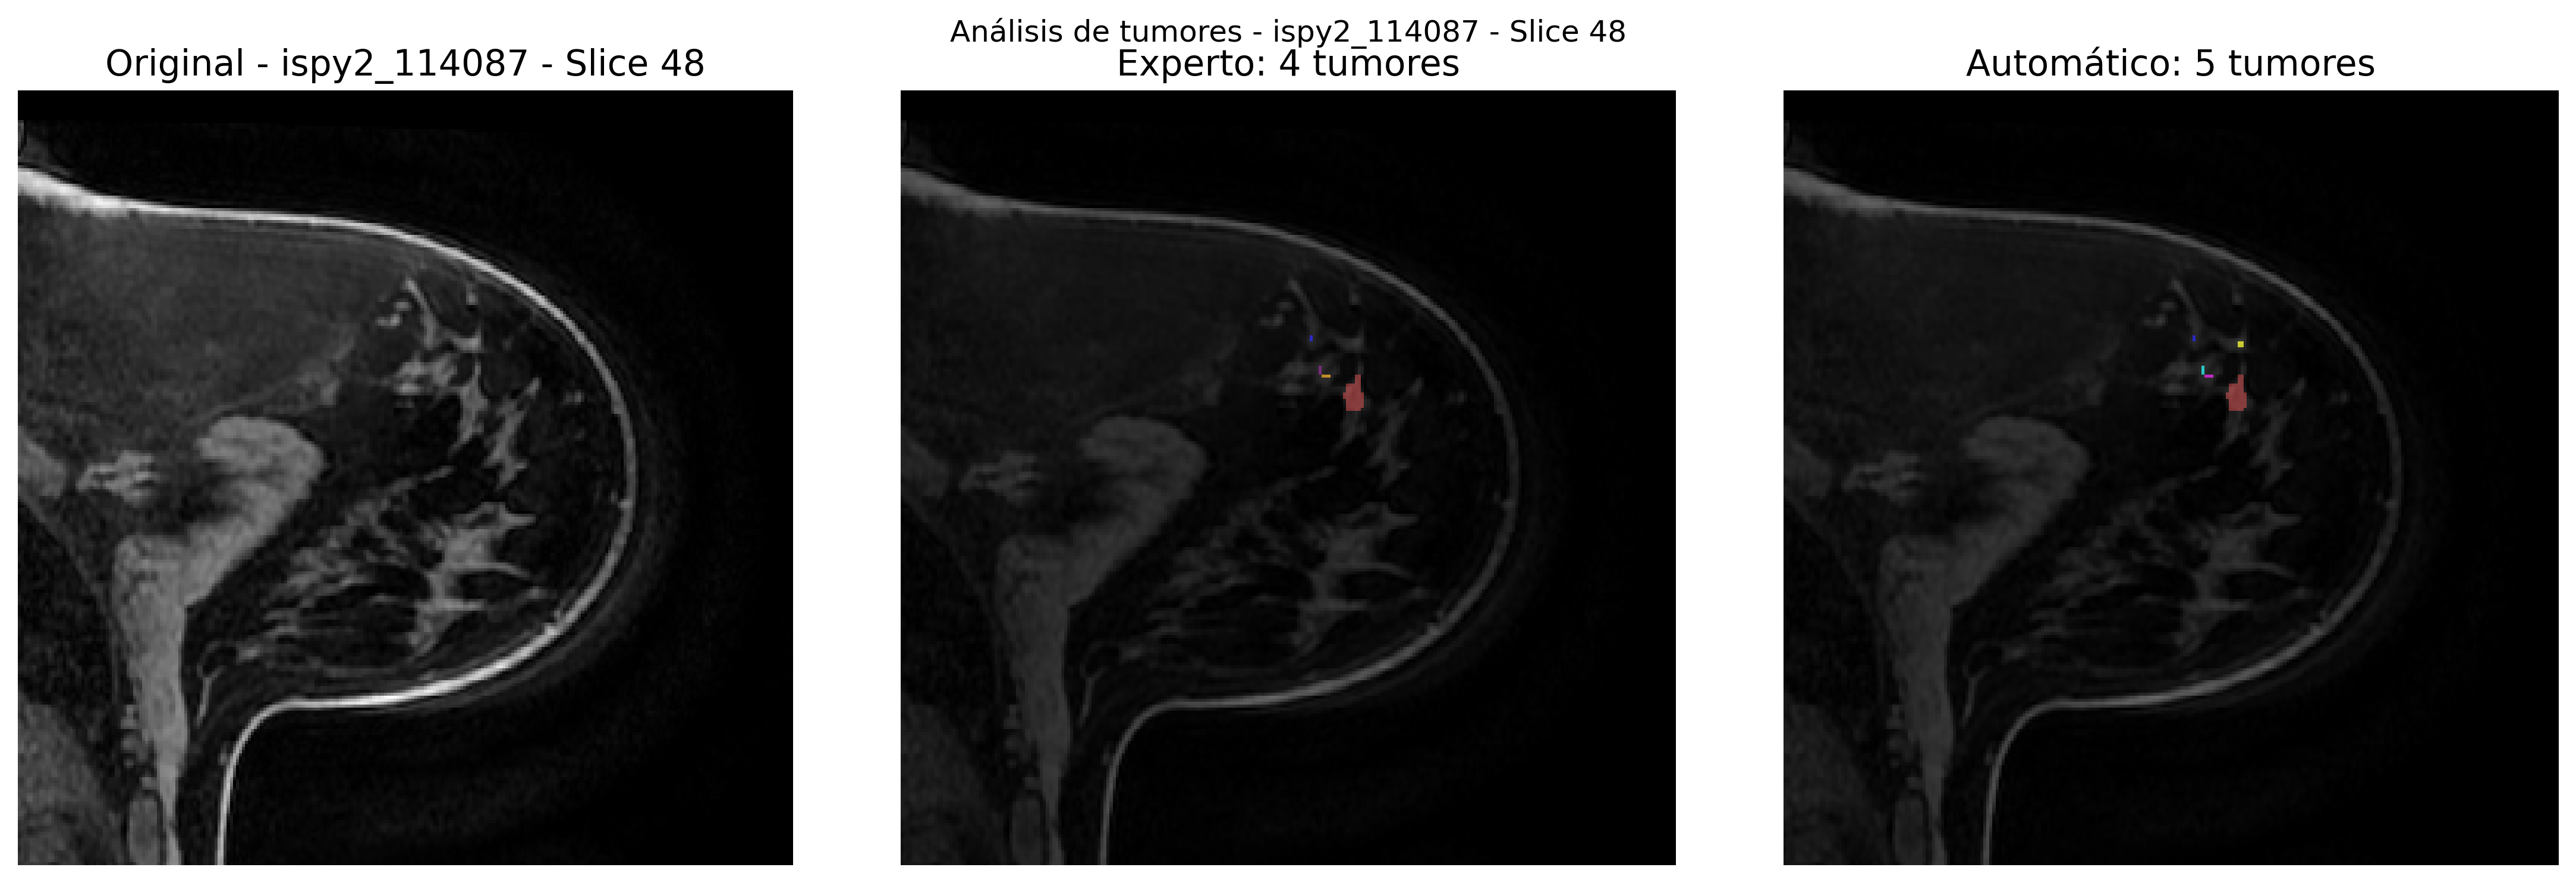 Análisis de tumores - ispy2_114087 - Slice 48
Original - ispy2_114087 - Slice 48
Experto: 4 tumores
Automático: 5 tumores